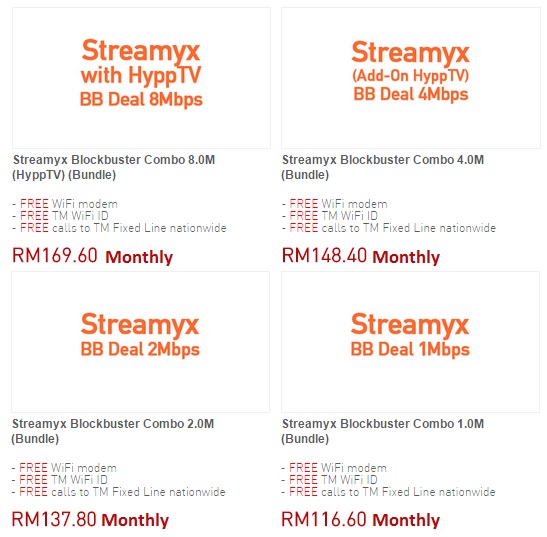 Streamyx
with HyppTV
BB Deal 8Mbps
Streamyx Blockbuster Combo 8.0M
(HyppTV) (Bundle)
- FREE WiFi modem
- FREE TM WiFi ID
- FREE calls to TM Fixed Line nationwide
RM169.60 Monthly
Streamyx
(Add-On HyppTV)
BB Deal 4Mbps
Streamyx Blockbuster Combo 4.0M
(Bundle)
- FREE WiFi modem
- FREE TM WiFi ID
- FREE calls to TM Fixed Line nationwide
RM148.40 Monthly
Streamyx
BB Deal 2Mbps
Streamyx Blockbuster Combo 2.0M
(Bundle)
- FREE WiFi modem
- FREE TM WiFi ID
- FREE calls to TM Fixed Line nationwide
RM137.80 Monthly
Streamyx
BB Deal 1Mbps
Streamyx Blockbuster Combo 1.0M
(Bundle)
- FREE WiFi modem
- FREE TM WiFi ID
- FREE calls to TM Fixed Line nationwide
RM116.60 Monthly